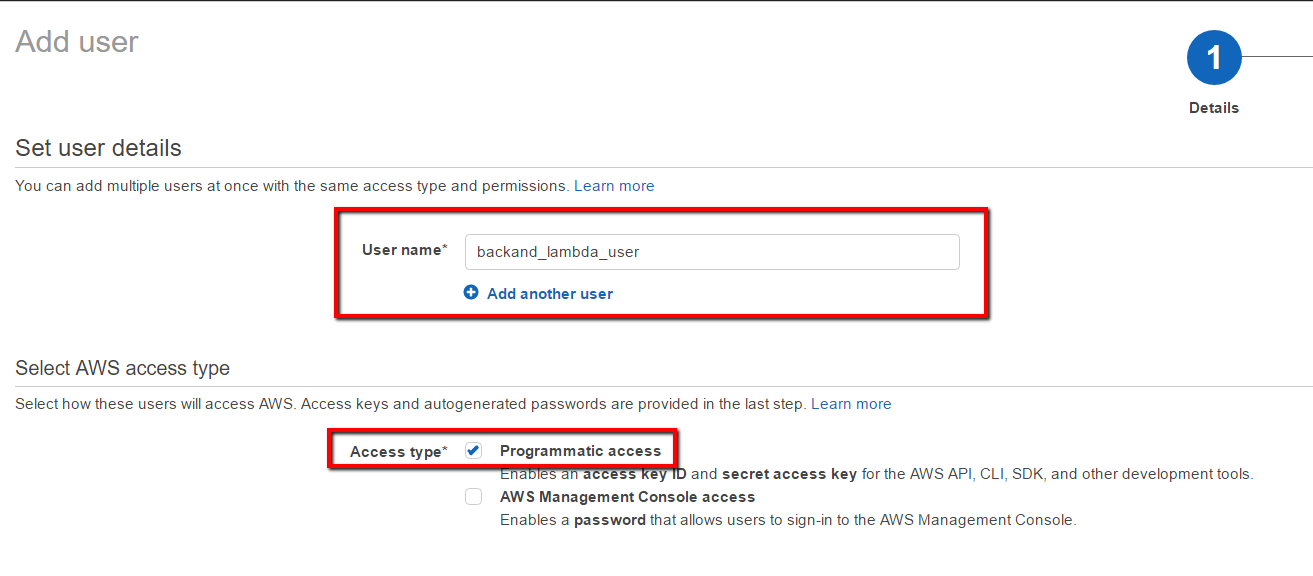 Add user
1
Details
Set user details
You can add multiple users at once with the same access type and permissions. Learn more
User name* backand_lambda_user
Add another user
Select AWS access type
Select how these users will access AWS. Access keys and autogenerated passwords are provided in the last step. Learn more
Access type* Programmatic access
Enables an access key ID and secret access key for the AWS API, CLI, SDK, and other development tools.
AWS Management Console access
Enables a password that allows users to sign-in to the AWS Management Console.